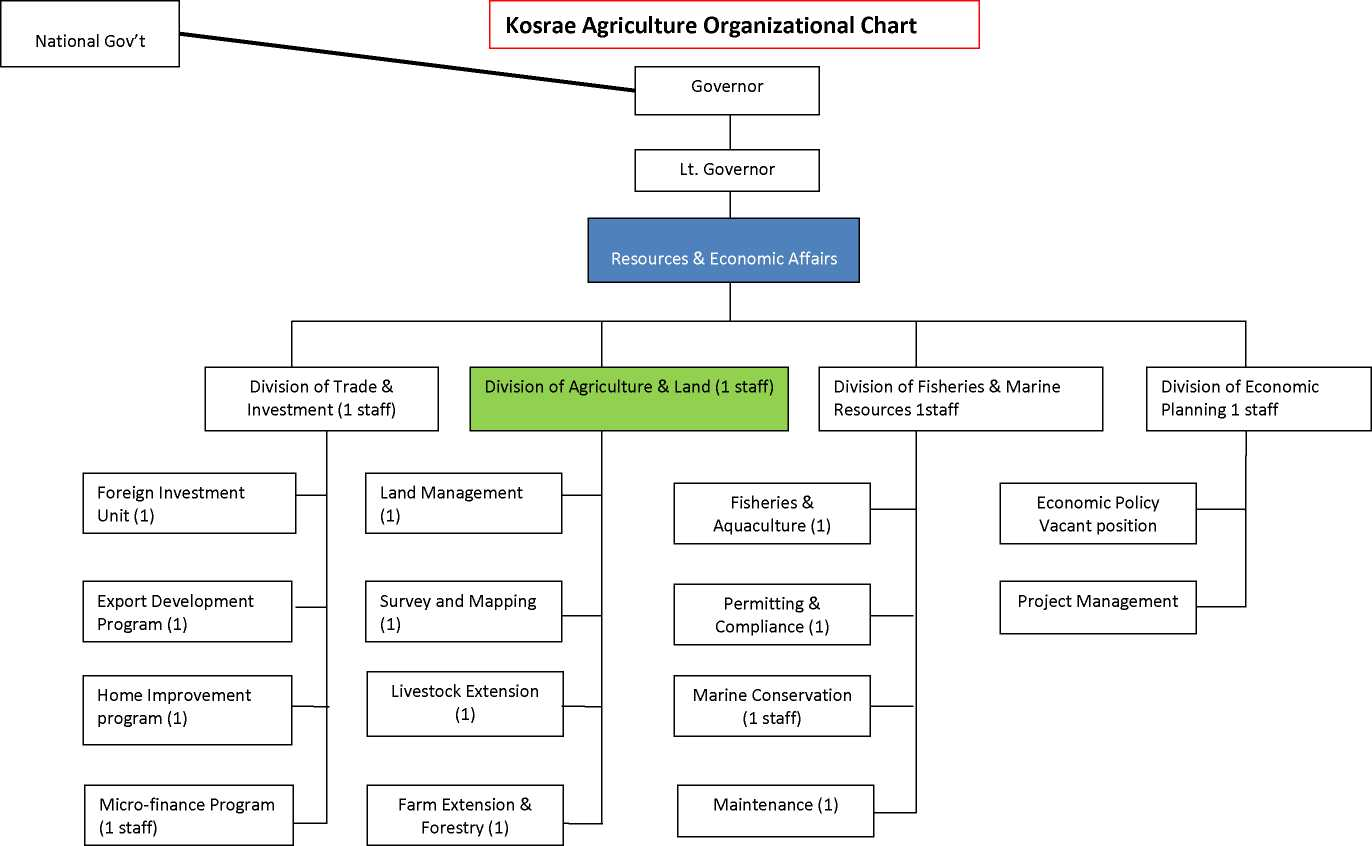 Kosrae Agriculture Organizational Chart
National Gov’t
Governor
Lt. Governor
Resources & Economic Affairs
Division of Trade &
Investment (1 staff)
Division of Agriculture & Land (1 staff)
Division of Fisheries & Marine
Resources 1staff
Division of Economic
Planning 1 staff
Foreign Investment
Unit (1)
Export Development
Program (1)
Home Improvement
program (1)
Micro-finance Program
(1 staff)
Land Management
(1)
Survey and Mapping
(1)
Livestock Extension
(1)
Farm Extension &
Forestry (1)
Fisheries &
Aquaculture (1)
Permitting &
Compliance (1)
Marine Conservation
(1 staff)
Maintenance (1)
Economic Policy
Vacant position
Project Management